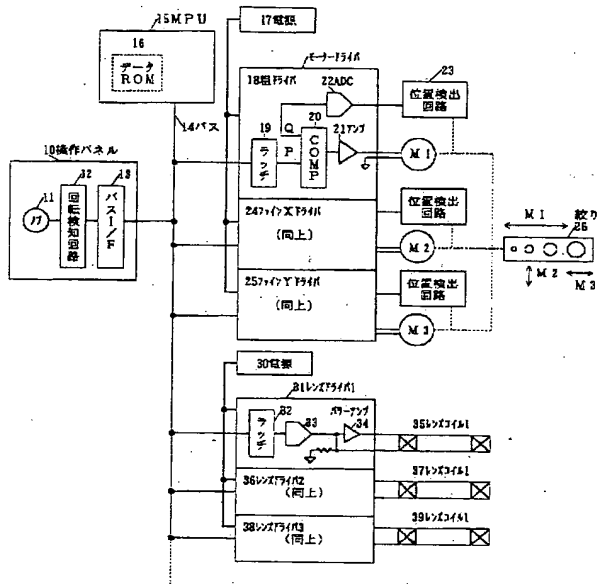 15MPU
16
データ
ROM
14バス
17電源
モータードライバ
18粗ドライバ
22ADC
23
位置検出
回路
19
Q
20
21アンプ
ラッチ
P
COMP
M1
10操作パネル
11
12
13
ノブ
回転検知回路
バスI/F
24ファインXドライバ
(同上)
位置検出
回路
M2
25ファインYドライバ
(同上)
位置検出
回路
M3
M1
絞り
26
M2
M3
30電源
31レンズドライバ1
32
33
パワーアンプ
34
ラッチ
35レンズコイル1
36レンズドライバ2
(同上)
37レンズコイル1
38レンズドライバ3
(同上)
39レンズコイル1